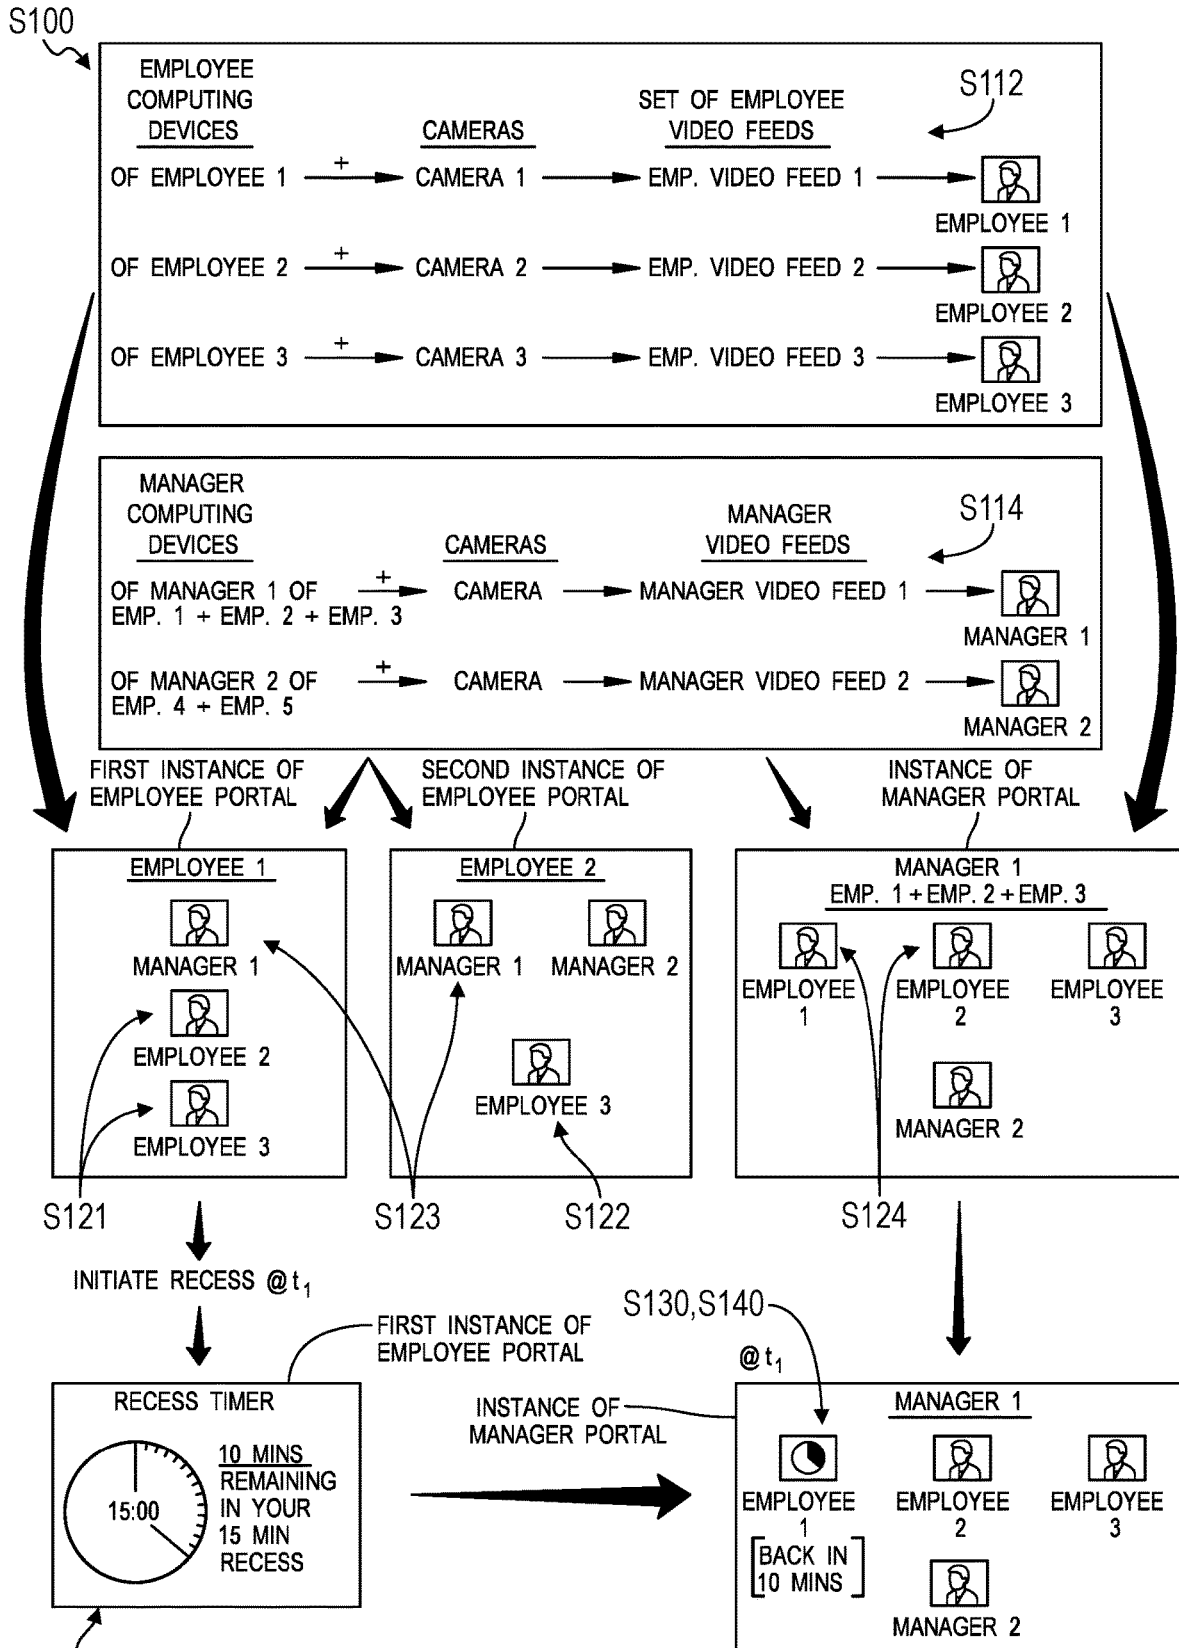 S100
EMPLOYEE
COMPUTING
DEVICES
CAMERAS
SET OF EMPLOYEE
VIDEO FEEDS
S112
OF EMPLOYEE 1 + CAMERA 1 EMP. VIDEO FEED 1
EMPLOYEE 1
OF EMPLOYEE 2 + CAMERA 2 EMP. VIDEO FEED 2
EMPLOYEE 2
OF EMPLOYEE 3 + CAMERA 3 EMP. VIDEO FEED 3
EMPLOYEE 3
MANAGER
COMPUTING
DEVICES
CAMERAS
MANAGER
VIDEO FEEDS
S114
OF MANAGER 1 OF + CAMERA MANAGER VIDEO FEED 1
EMP. 1 + EMP. 2 + EMP. 3
MANAGER 1
OF MANAGER 2 OF + CAMERA MANAGER VIDEO FEED 2
EMP. 4 + EMP. 5
MANAGER 2
FIRST INSTANCE OF
EMPLOYEE PORTAL
SECOND INSTANCE OF
EMPLOYEE PORTAL
INSTANCE OF
MANAGER PORTAL
EMPLOYEE 1
MANAGER 1
EMPLOYEE 2
EMPLOYEE 3
EMPLOYEE 2
MANAGER 1 MANAGER 2
EMPLOYEE 3
MANAGER 1
EMP. 1 + EMP. 2 + EMP. 3
EMPLOYEE
1
EMPLOYEE
2
EMPLOYEE
3
MANAGER 2
S121 S123 S122 S124
INITIATE RECESS @t1
FIRST INSTANCE OF
EMPLOYEE PORTAL
RECESS TIMER
15:00
10 MINS
REMAINING
IN YOUR
15 MIN
RECESS
S130,S140
@t1
INSTANCE OF
MANAGER PORTAL
MANAGER 1
EMPLOYEE
1
[BACK IN
10 MINS]
EMPLOYEE
2
EMPLOYEE
3
MANAGER 2